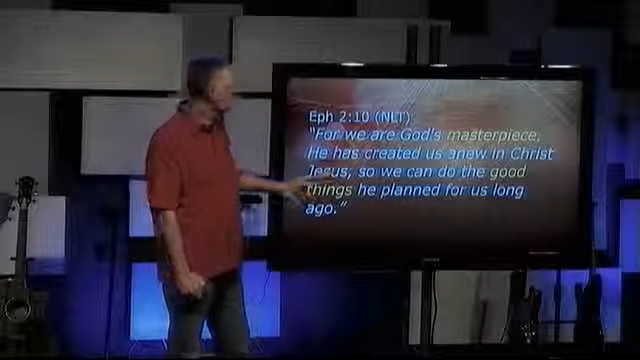 Eph 2:10 (NLT)
"For we are God's masterpiece.
He has created us anew in Christ
Jesus, so we can do the good
things he planned for us long
ago."